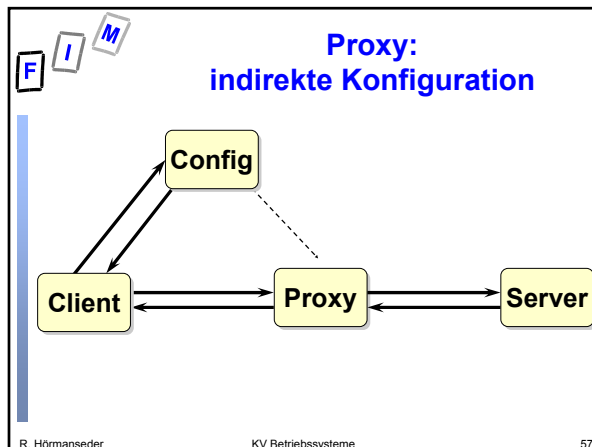 F I M
Proxy:
indirekte Konfiguration
Config
Client
Proxy
Server
R. Hörmanseder
KV Betriebssysteme
57